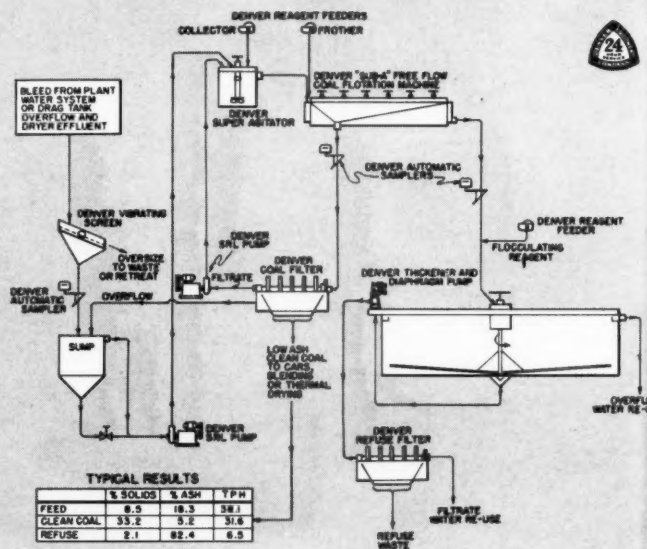 DENVER REAGENT FEEDERS
COLLECTOR
FROTHER
24
HOUR
SERVICE
BLEED FROM PLANT
WATER SYSTEM
OR DRAG TANK
OVERFLOW AND
DRYER EFFLUENT
DENVER
SUPER AGITATOR
DENVER "SUB-A" FREE FLOW
COAL FLOTATION MACHINE
DENVER AUTOMATIC
SAMPLERS
DENVER VIBRATING
SCREEN
OVERSIZE
TO WASTE
OR RETREAT
DENVER
SRL PUMP
DENVER REAGENT
FEEDER
FLOCCULATING
REAGENT
DENVER
AUTOMATIC
SAMPLER
FILTRATE
DENVER
COAL FILTER
DENVER THICKENER AND
DIAPHRAGM PUMP
OVERFLOW
SUMP
LOW ASH
CLEAN COAL
TO CARS,
BLENDING
OR THERMAL
DRYING
OVERFLO
WATER RE-U
DENVER
SRL PUMP
DENVER
REFUSE FILTER
FILTRATE
WATER RE-USE
REFUSE
WASTE
TYPICAL RESULTS
% SOLIDS % ASH TPH
FEED 8.5 18.3 38.1
CLEAN COAL 33.2 5.2 31.6
REFUSE 2.1 82.4 6.5